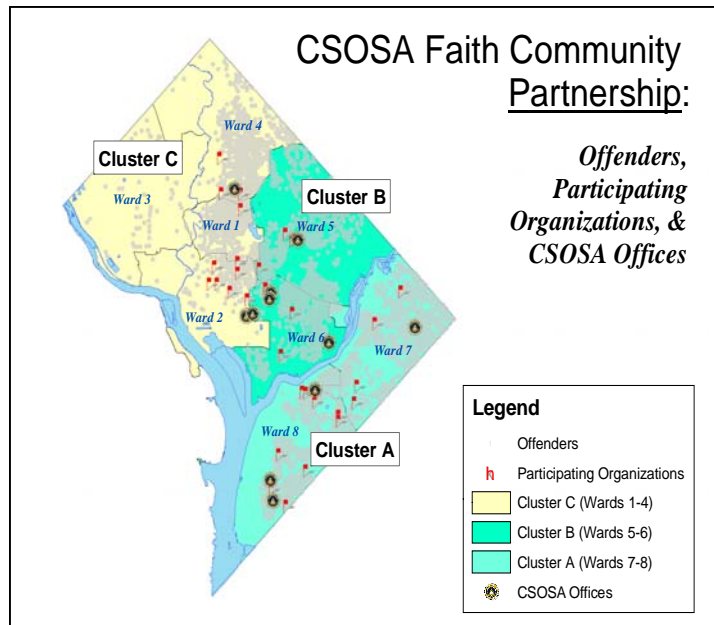 CSOSA Faith Community
Partnership:
Offenders,
Participating
Organizations, &
CSOSA Offices
Ward 4
Cluster C
Ward 3
Cluster B
Ward 1
Ward 5
Ward 2
Ward 6
Ward 7
Ward 8
Cluster A
Legend
Offenders
Participating Organizations
Cluster C (Wards 1-4)
Cluster B (Wards 5-6)
Cluster A (Wards 7-8)
CSOSA Offices